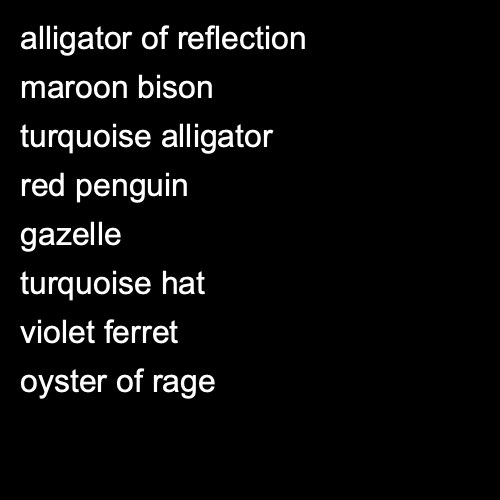 alligator of reflection
maroon bison
turquoise alligator
red penguin
gazelle
turquoise hat
violet ferret
oyster of rage